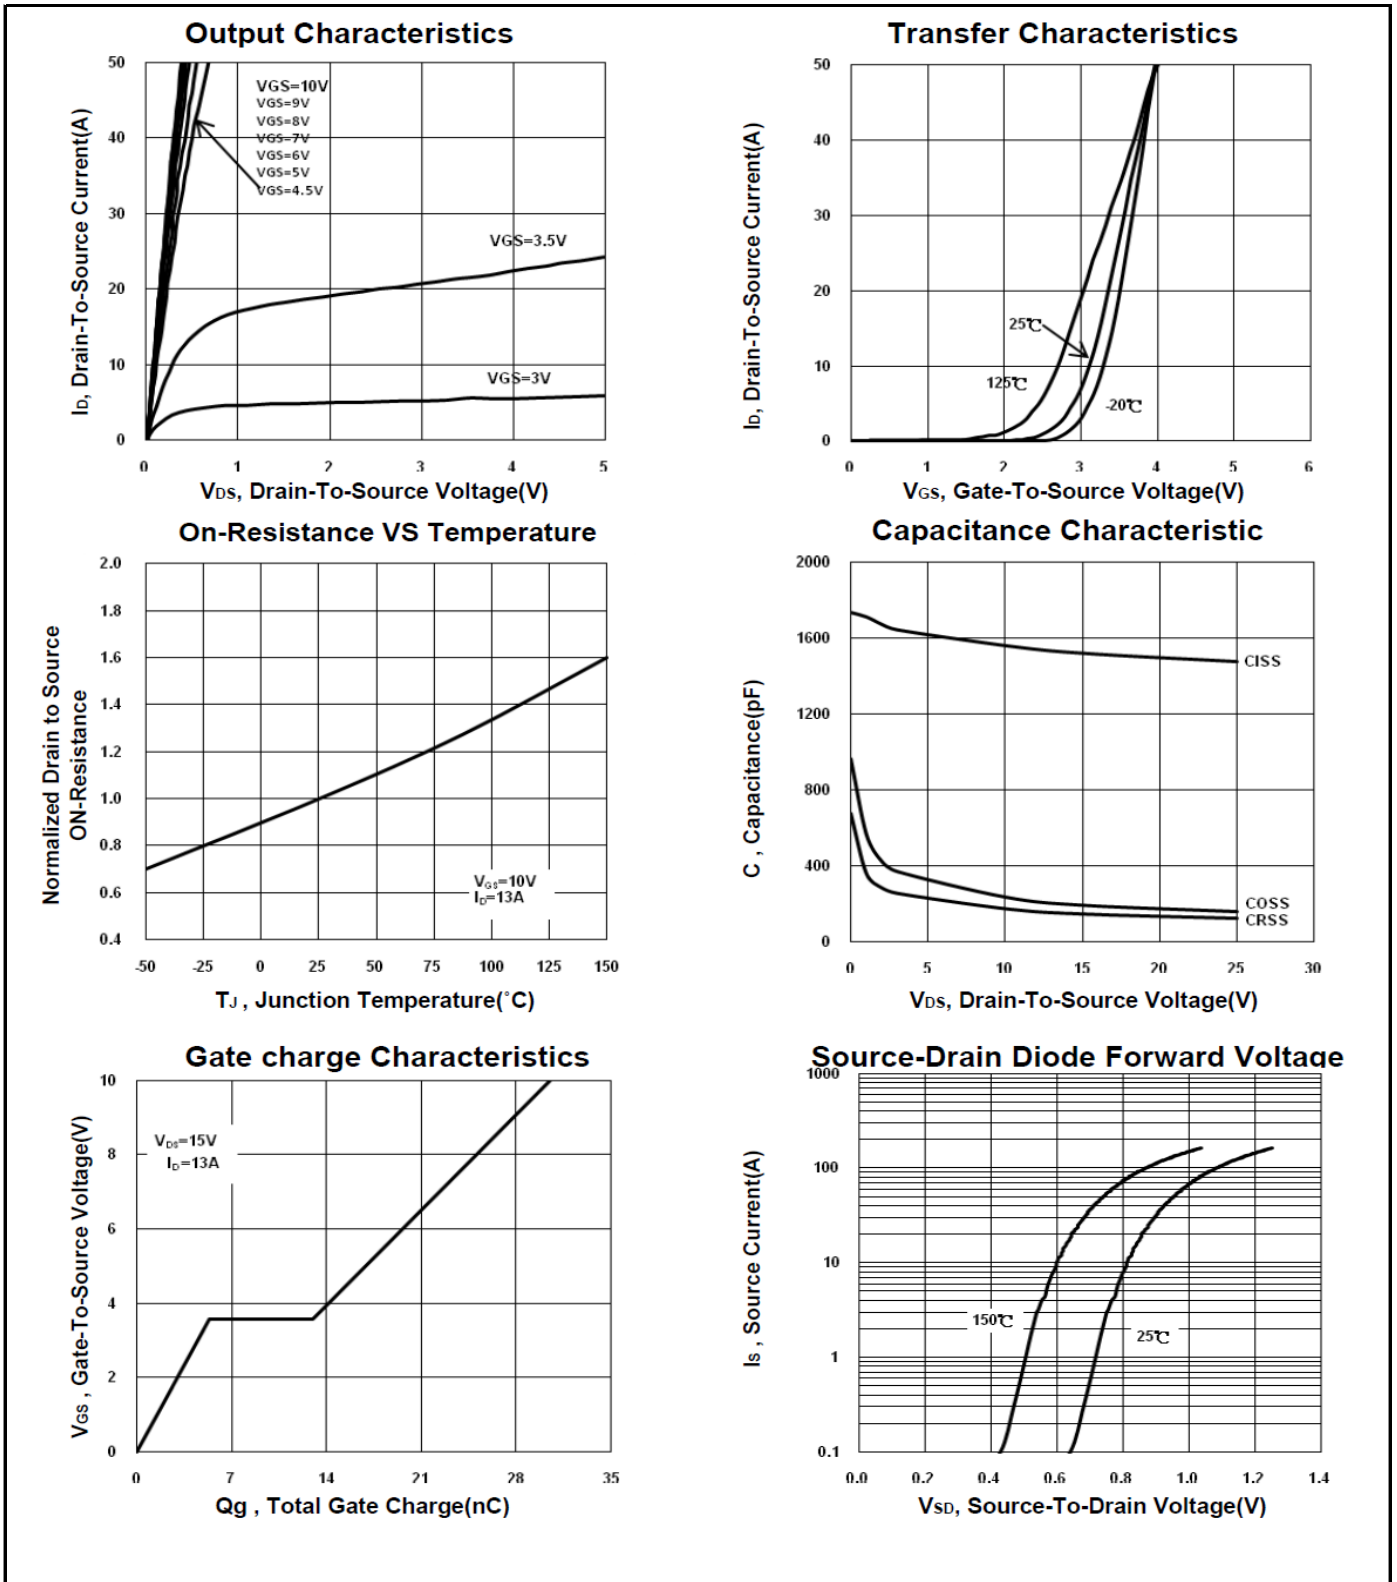 Output Characteristics
50
40
30
20
10
0
0 1 2 3 4 5
ID, Drain-To-Source Current(A)
VGS=10V
VGS=9V
VGS=8V
VGS=7V
VGS=6V
VGS=5V
VGS=4.5V
VGS=3.5V
VGS=3V
VDS, Drain-To-Source Voltage(V)
Transfer Characteristics
50
40
30
20
10
0
0 1 2 3 4 5 6
ID, Drain-To-Source Current(A)
25℃
125℃
-20℃
VGS, Gate-To-Source Voltage(V)
On-Resistance VS Temperature
2.0
1.8
1.6
1.4
1.2
1.0
0.8
0.6
0.4
-50 -25 0 25 50 75 100 125 150
Normalized Drain to Source
ON-Resistance
VGS=10V
ID=13A
TJ , Junction Temperature(˚C)
Capacitance Characteristic
2000
1600
1200
800
400
0
0 5 10 15 20 25 30
C , Capacitance(pF)
CISS
COSS
CRSS
VDS, Drain-To-Source Voltage(V)
Gate charge Characteristics
10
8
6
4
2
0
0 7 14 21 28 35
VGS , Gate-To-Source Voltage(V)
VDS=15V
ID=13A
Qg , Total Gate Charge(nC)
Source-Drain Diode Forward Voltage
1000
100
10
1
0.1
0.0 0.2 0.4 0.6 0.8 1.0 1.2 1.4
IS , Source Current(A)
150℃
25℃
VSD, Source-To-Drain Voltage(V)